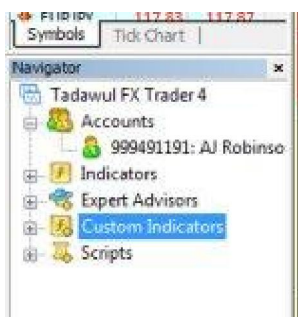 117.83 117.87
Symbols Tick Chart
Navigator
Tadawul FX Trader 4
Accounts
999491191: AJ Robinso
Indicators
Expert Advisors
Custom Indicators
Scripts